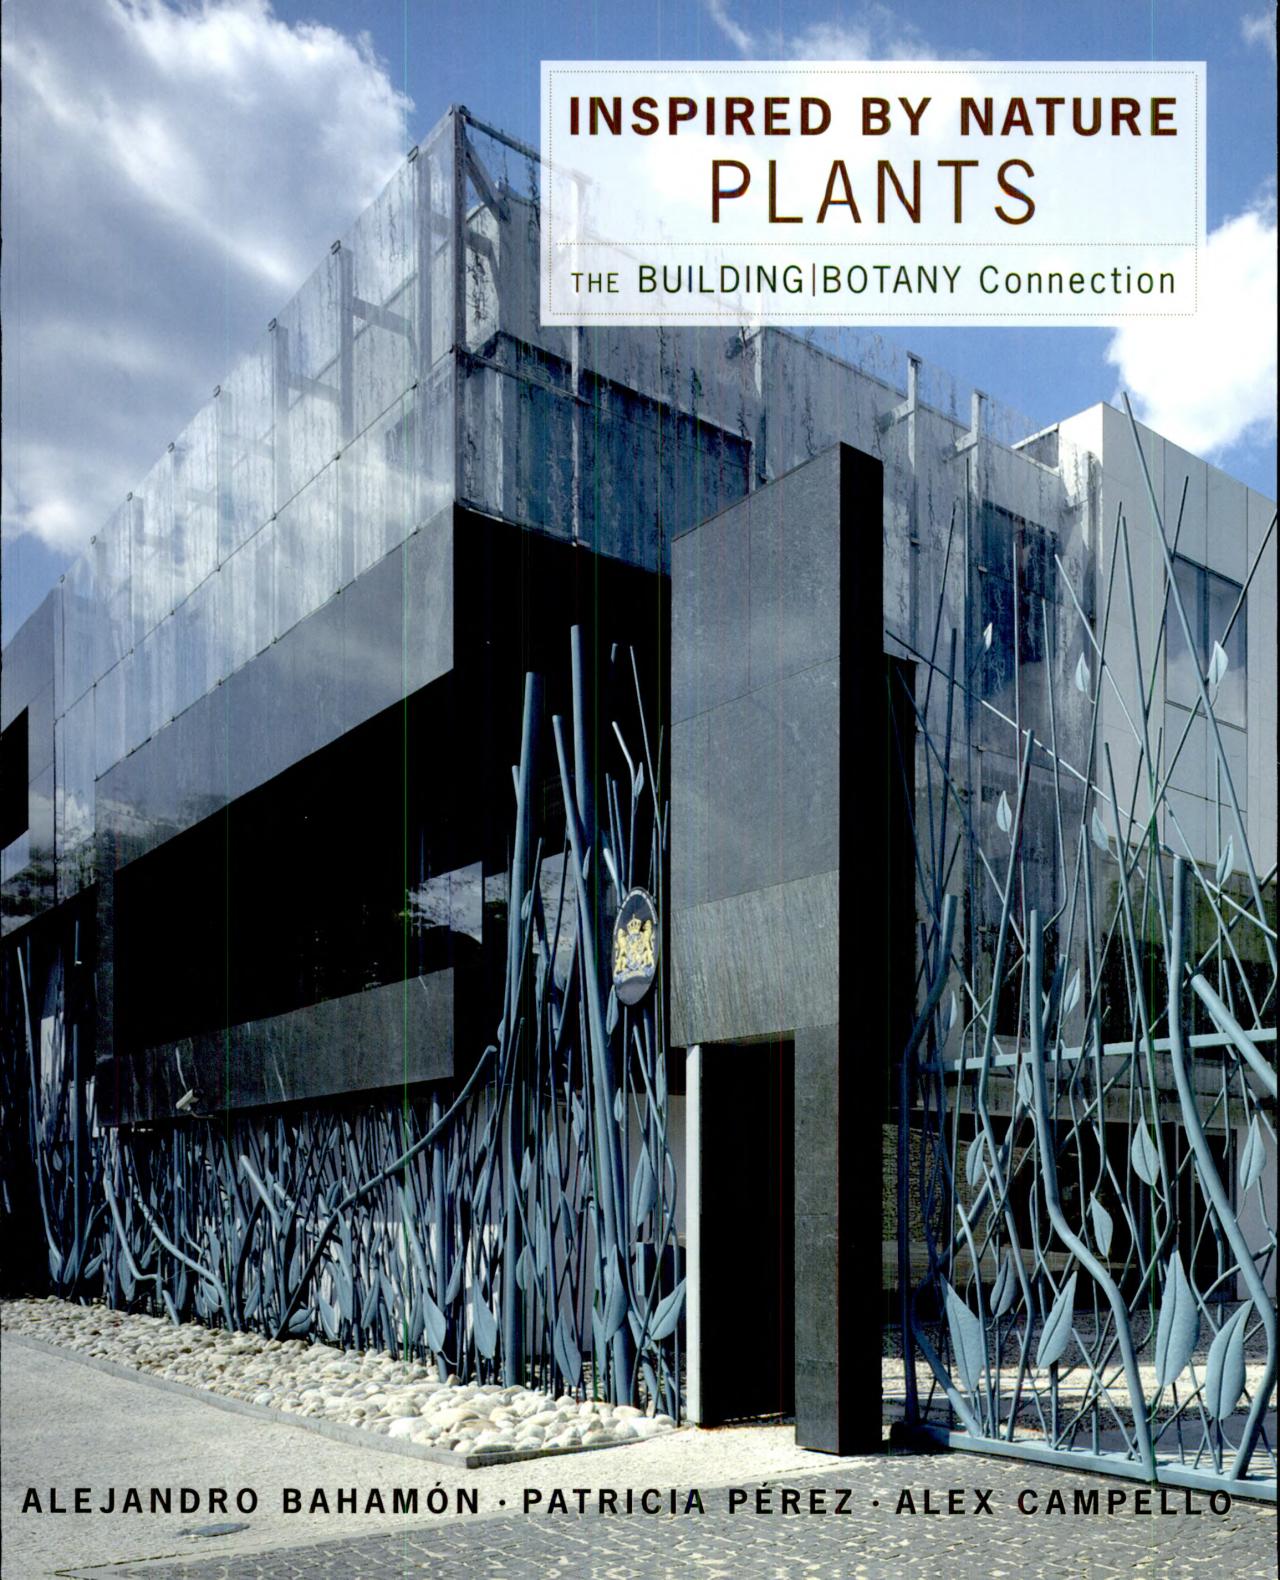 INSPIRED BY NATURE
PLANTS
THE BUILDING|BOTANY Connection
ALEJANDRO BAHAMÓN · PATRICIA PÉREZ · ALEX CAMPELLO